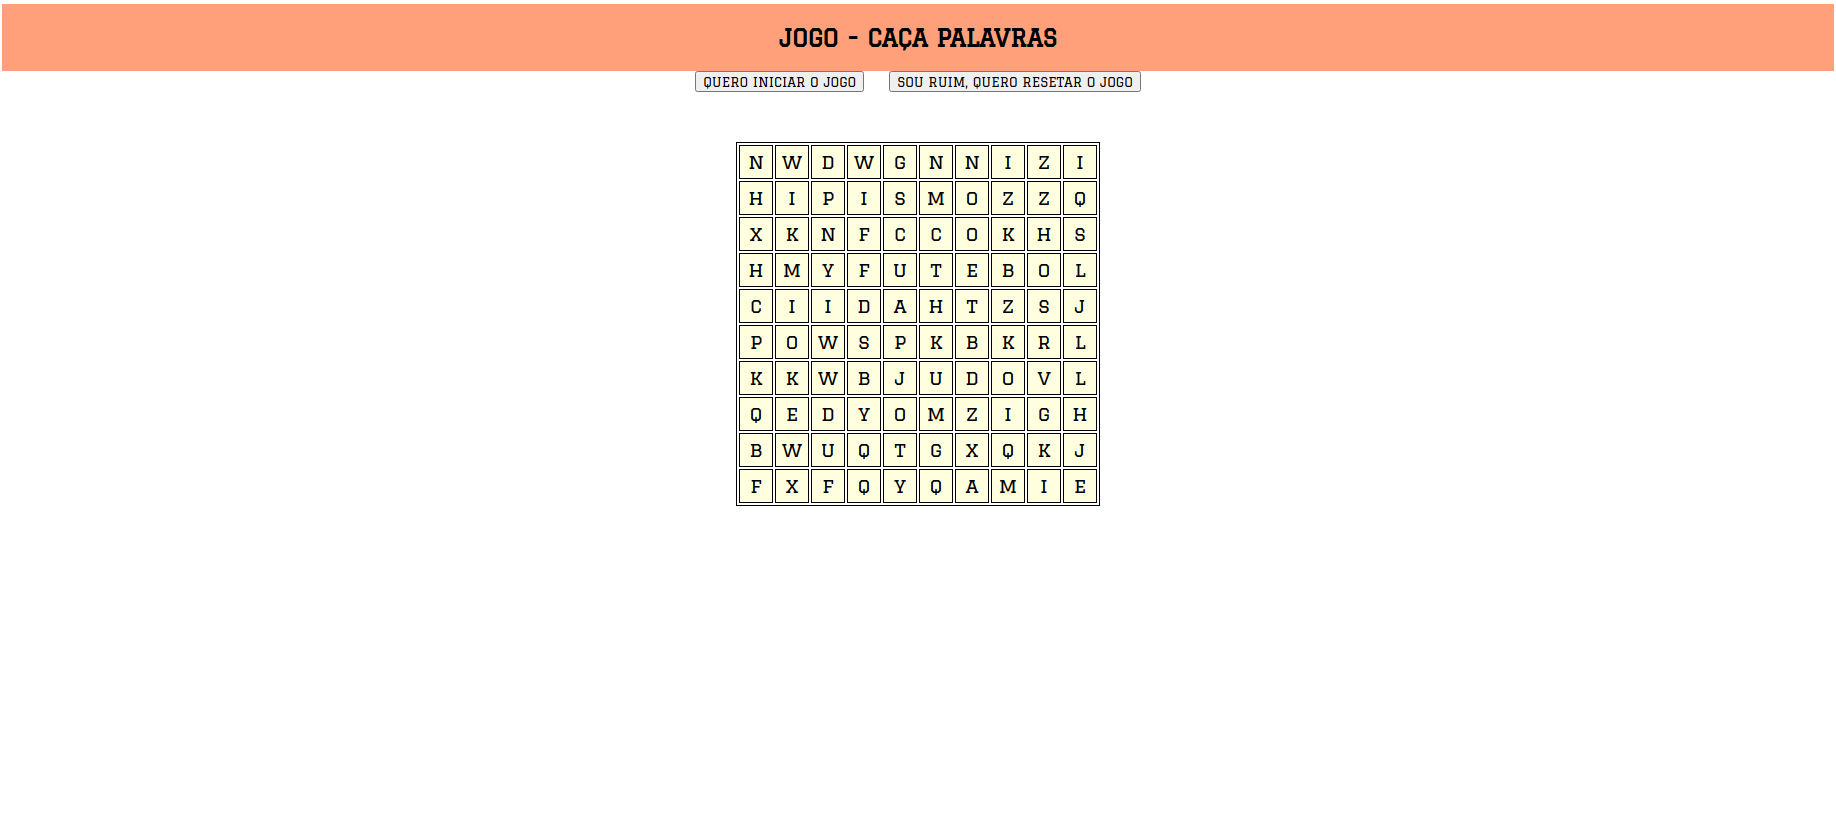 JOGO - CAÇA PALAVRAS
QUERO INICIAR O JOGO SOU RUIM, QUERO RESETAR O JOGO
N W D W G N N I Z I
H I P I S M O Z Z Q
X K N F C C O K H S
H M Y F U T E B O L
C I I D A H T Z S J
P O W S P K B K R L
K K W B J U D O V L
Q E D Y O M Z I G H
B W U Q T G X Q K J
F X F Q Y Q A M I E